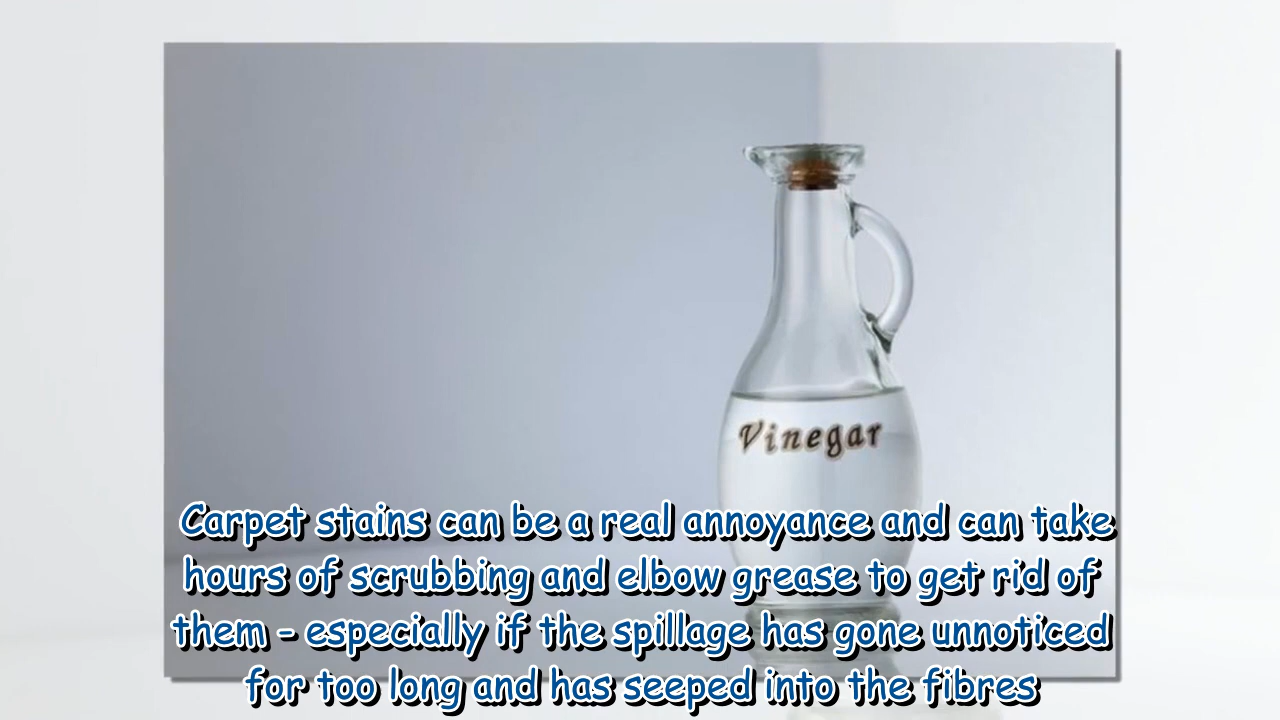 Vinegar
Carpet stains can be a real annoyance and can take
hours of scrubbing and elbow grease to get rid of
them - especially if the spillage has gone unnoticed
for too long and has seeped into the fibres